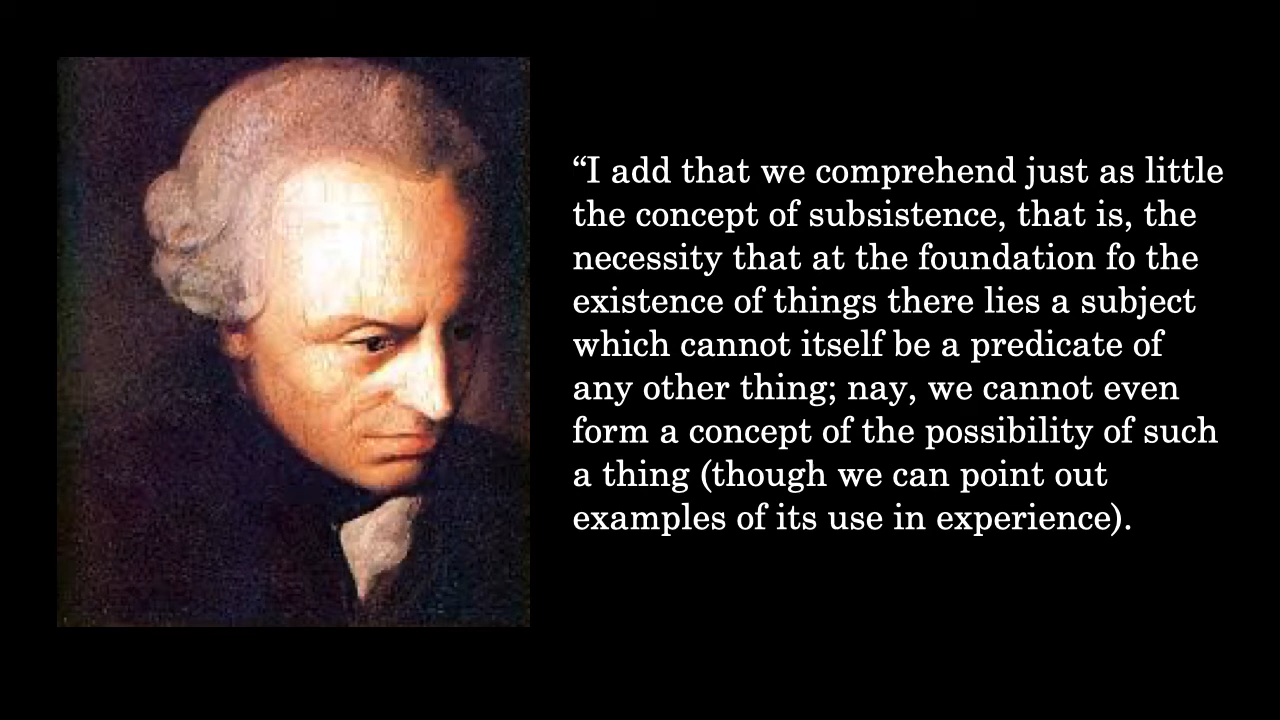 “I add that we comprehend just as little
the concept of subsistence, that is, the
necessity that at the foundation fo the
existence of things there lies a subject
which cannot itself be a predicate of
any other thing; nay, we cannot even
form a concept of the possibility of such
a thing (though we can point out
examples of its use in experience).